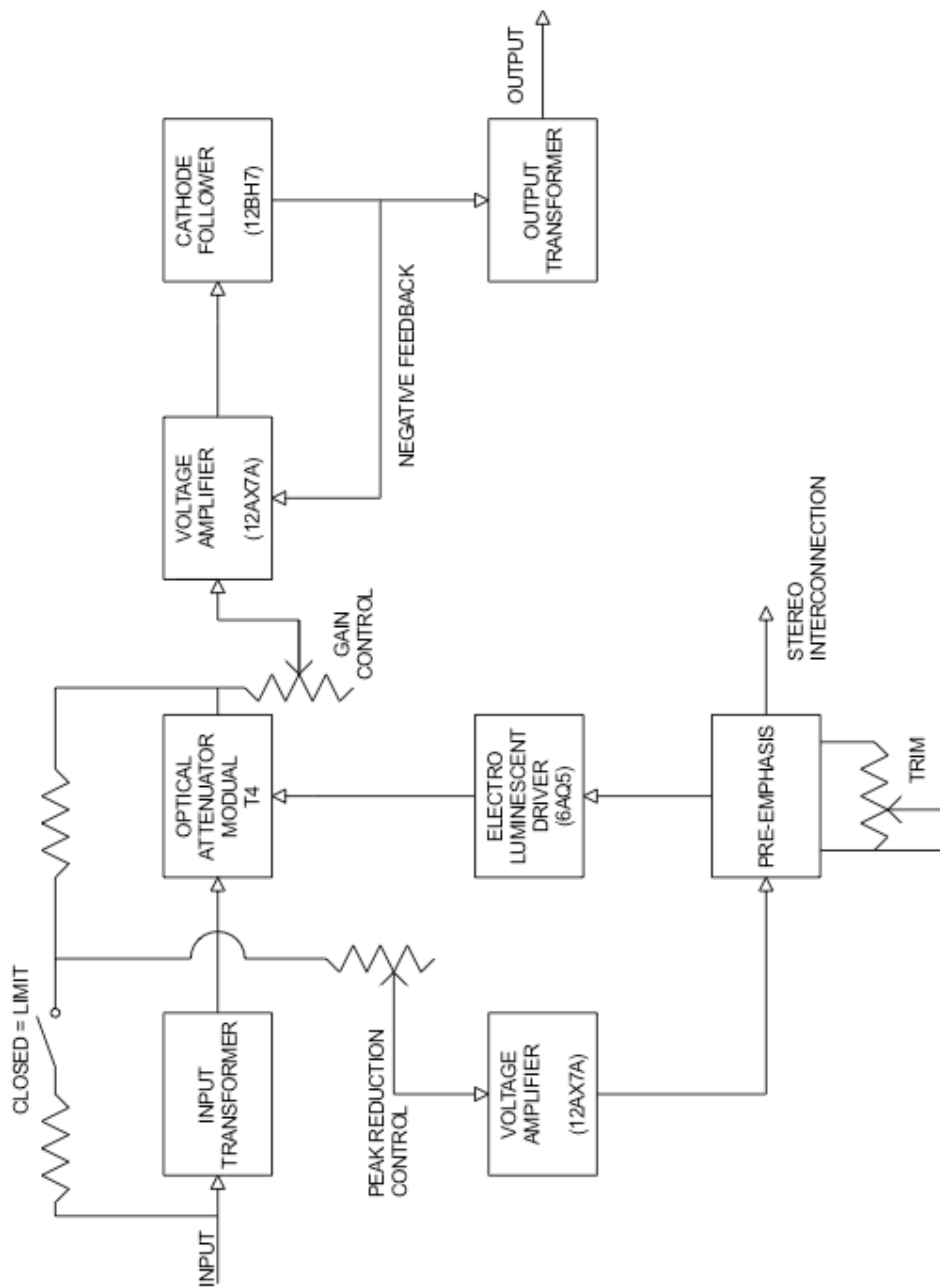 CLOSED = LIMIT
INPUT
INPUT
TRANSFORMER
OPTICAL
ATTENUATOR
MODUAL
T4
GAIN
CONTROL
VOLTAGE
AMPLIFIER
(12AX7A)
CATHODE
FOLLOWER
(12BH7)
NEGATIVE FEEDBACK
OUTPUT
TRANSFORMER
OUTPUT
PEAK REDUCTION
CONTROL
VOLTAGE
AMPLIFIER
(12AX7A)
ELECTRO
LUMINESCENT
DRIVER
(6AQ5)
PRE-EMPHASIS
STEREO
INTERCONNECTION
TRIM